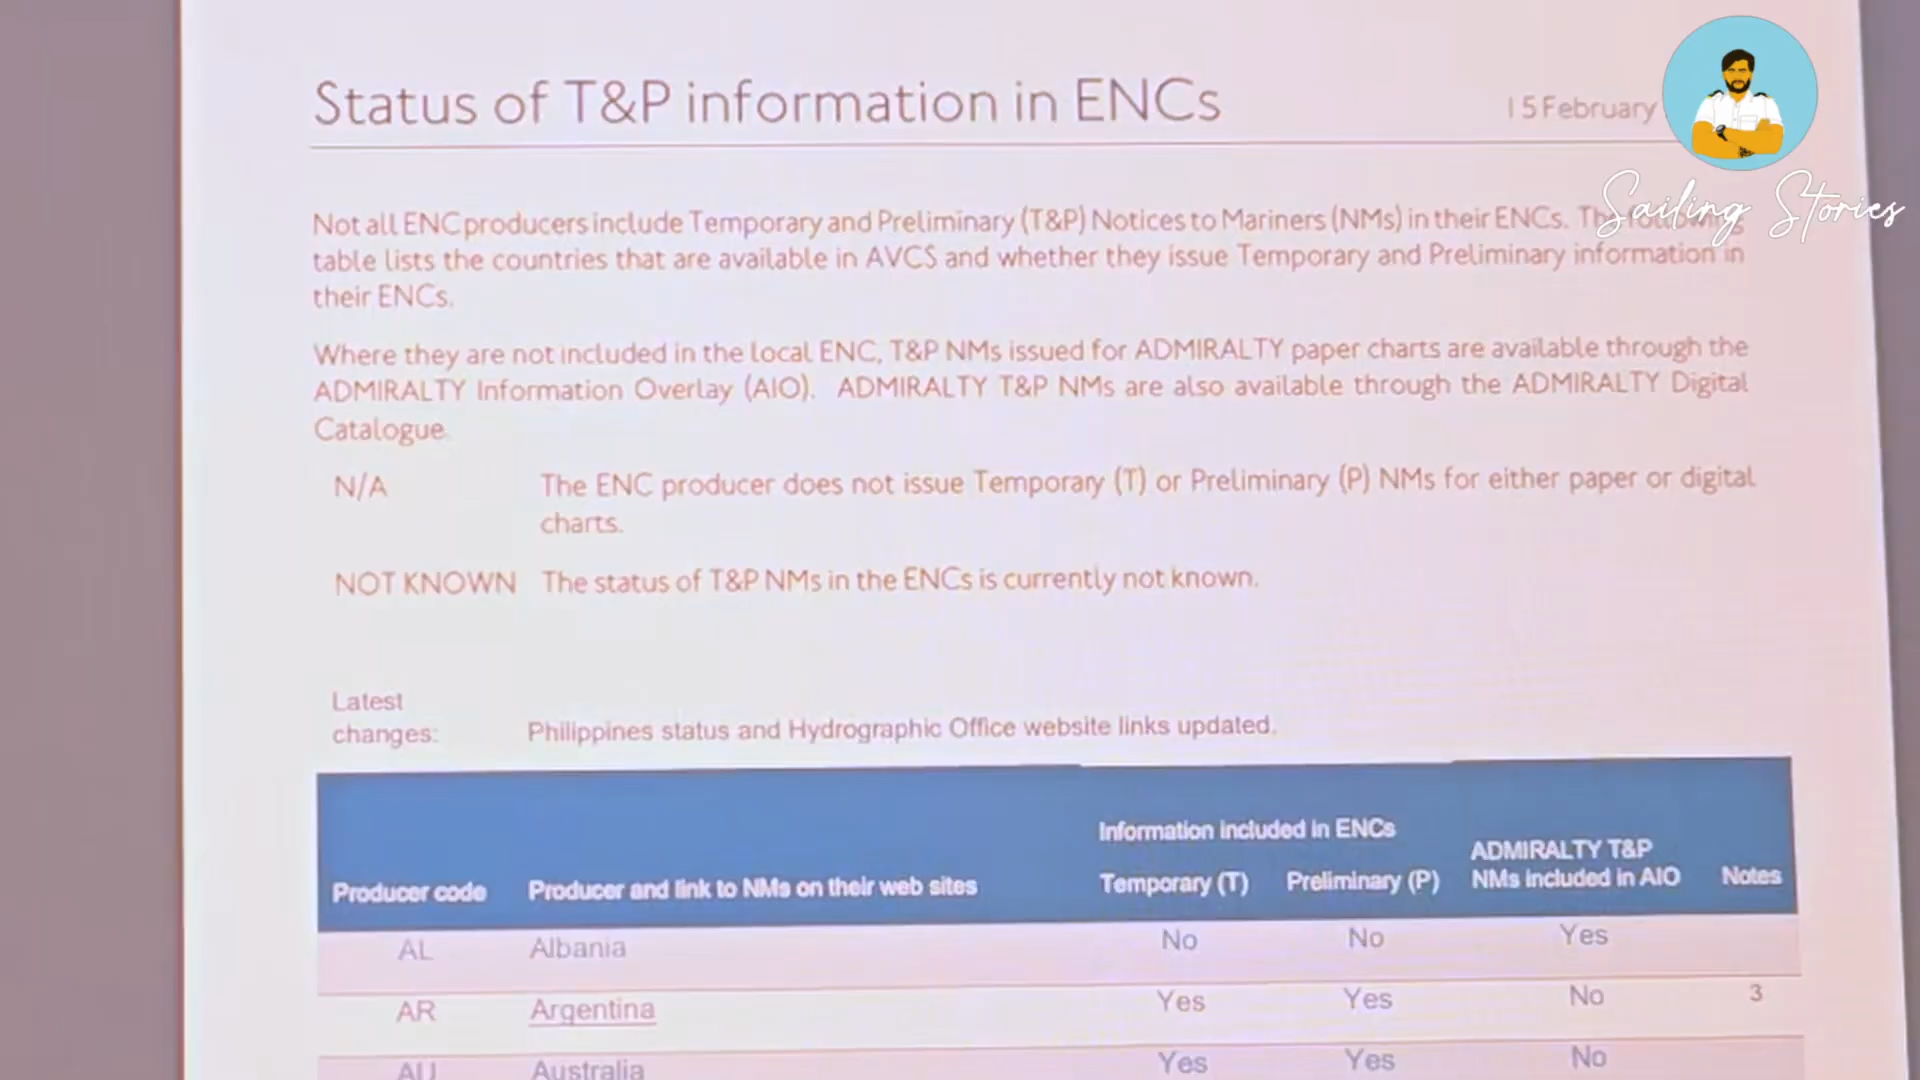 Status of T&P information in ENCs
15 February
Sailing Stories
Not all ENC producers include Temporary and Preliminary (T&P) Notices to Mariners (NMs) in their ENCs. The following
table lists the countries that are available in AVCS and whether they issue Temporary and Preliminary information in
their ENCs.
Where they are not included in the local ENC, T&P NMs issued for ADMIRALTY paper charts are available through the
ADMIRALTY Information Overlay (AIO). ADMIRALTY T&P NMs are also available through the ADMIRALTY Digital
Catalogue.
N/A The ENC producer does not issue Temporary (T) or Preliminary (P) NMs for either paper or digital
charts.
NOT KNOWN The status of T&P NMs in the ENCs is currently not known.
Latest
changes: Philippines status and Hydrographic Office website links updated.
Information included in ENCs
Producer code Producer and link to NMs on their web sites Temporary (T) Preliminary (P) ADMIRALTY T&P
NMs included in AIO Notes
AL Albania No No Yes
AR Argentina Yes Yes No 3
AU Australia Yes Yes No